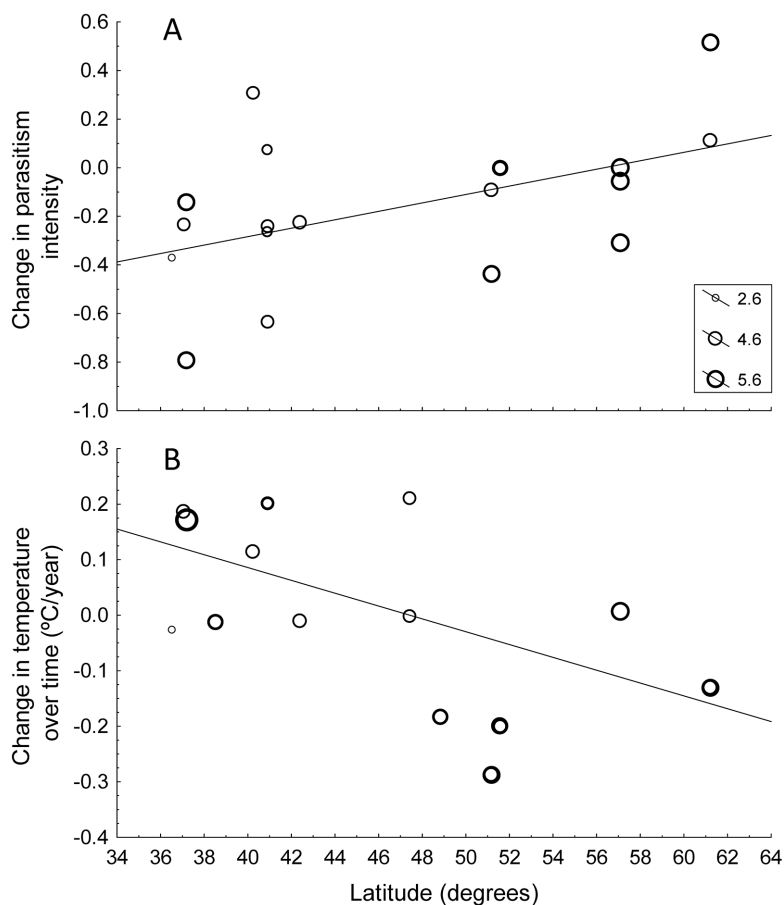 A
0.6
0.4
0.2
0.0
-0.2
-0.4
-0.6
-0.8
-1.0
Change in parasitism
intensity
2.6
4.6
5.6
B
0.3
0.2
0.1
0.0
-0.1
-0.2
-0.3
-0.4
Change in temperature
over time (ºC/year)
34 36 38 40 42 44 46 48 50 52 54 56 58 60 62 64
Latitude (degrees)